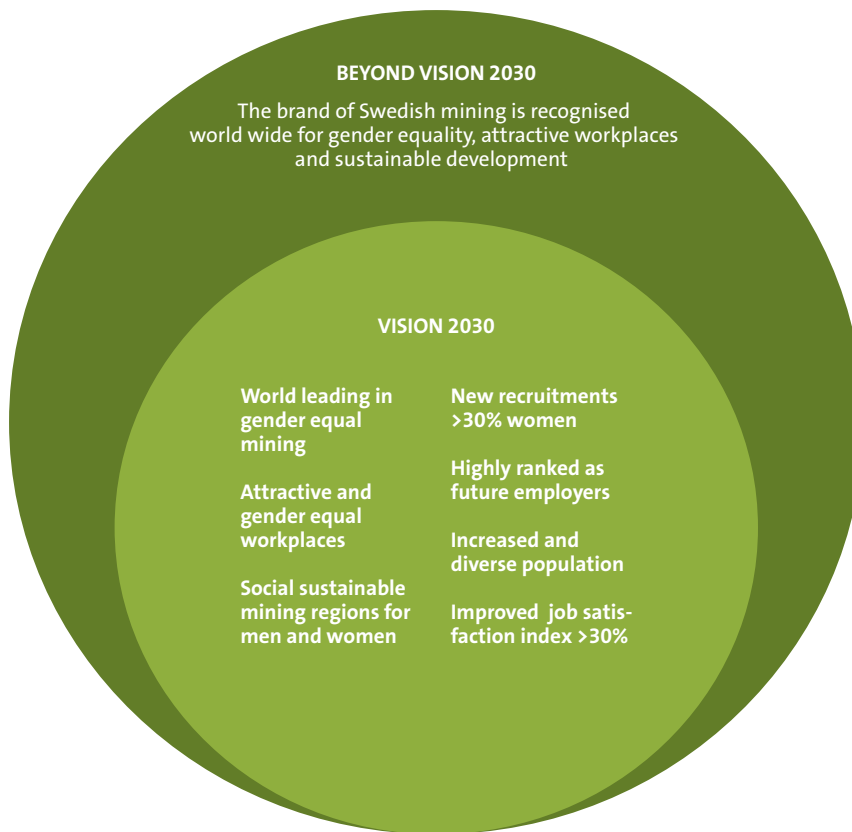 BEYOND VISION 2030
The brand of Swedish mining is recognised
world wide for gender equality, attractive workplaces
and sustainable development
VISION 2030
World leading in
gender equal
mining
Attractive and
gender equal
workplaces
Social sustainable
mining regions for
men and women
New recruitments
>30% women
Highly ranked as
future employers
Increased and
diverse population
Improved job satis-
faction index >30%